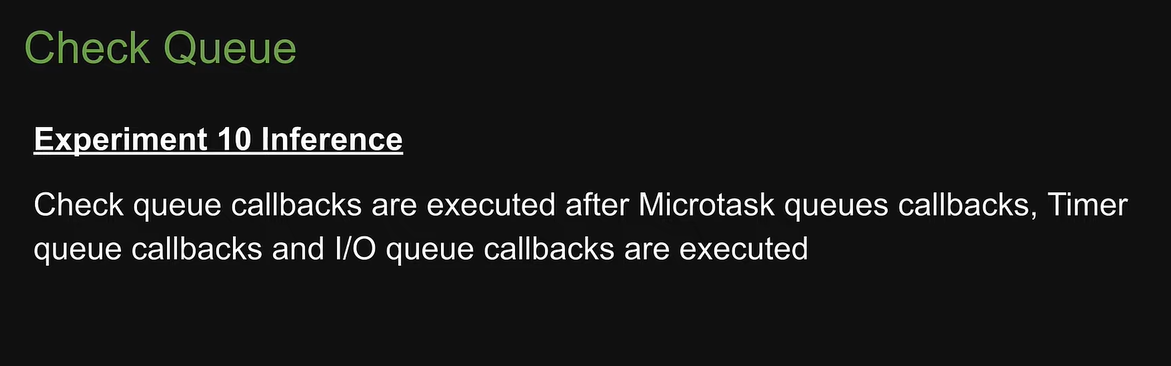 Check Queue
Experiment 10 Inference
Check queue callbacks are executed after Microtask queues callbacks, Timer
queue callbacks and I/O queue callbacks are executed